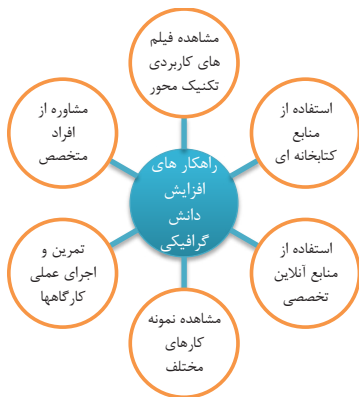 مشاهده فیلم
های کاربردی
تکنیک محور
استفاده از
منابع
کتابخانه ای
استفاده از
منابع آنلاین
تخصصی
مشاهده نمونه
کارهای
مختلف
تمرین و
اجرای عملی
کارگاهها
مشاوره از
افراد
متخصص
راهکار های
افزایش
دانش
گرافیکی